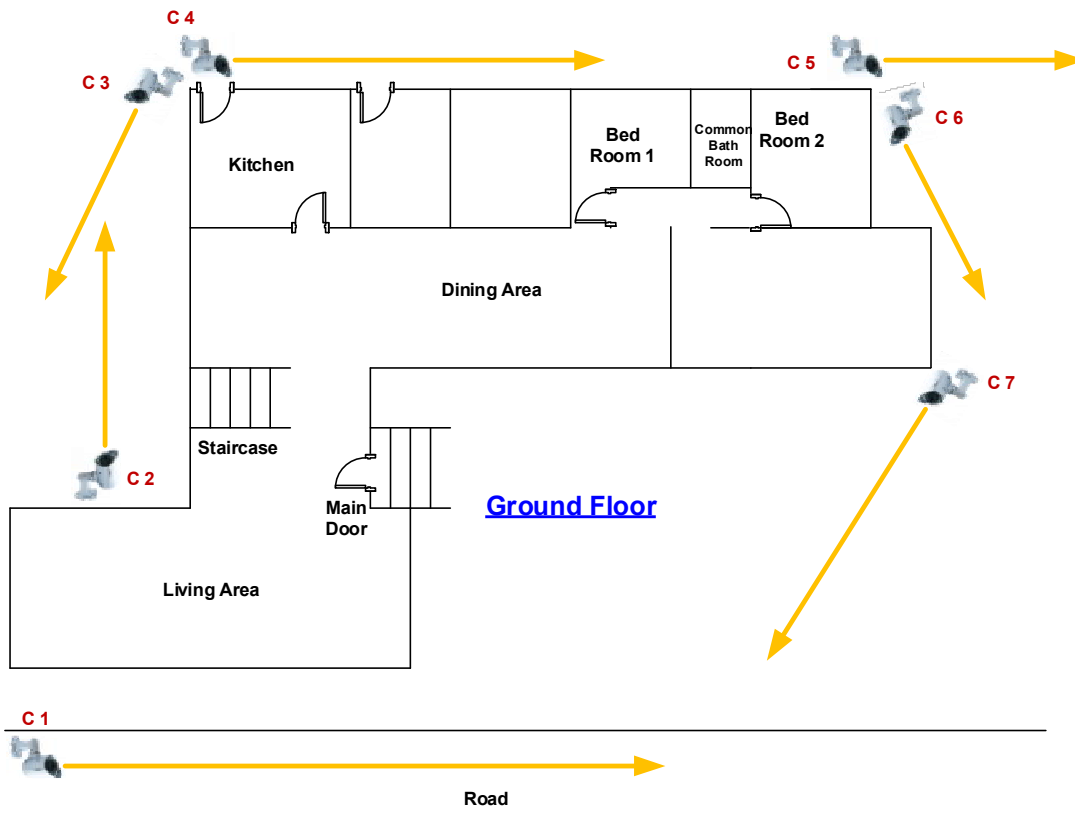 C 4
C 3
C 5
C 6
Kitchen
Bed
Room 1
Common
Bath
Room
Bed
Room 2
Dining Area
C 7
Staircase
C 2
Main
Door
Ground Floor
Living Area
C 1
Road